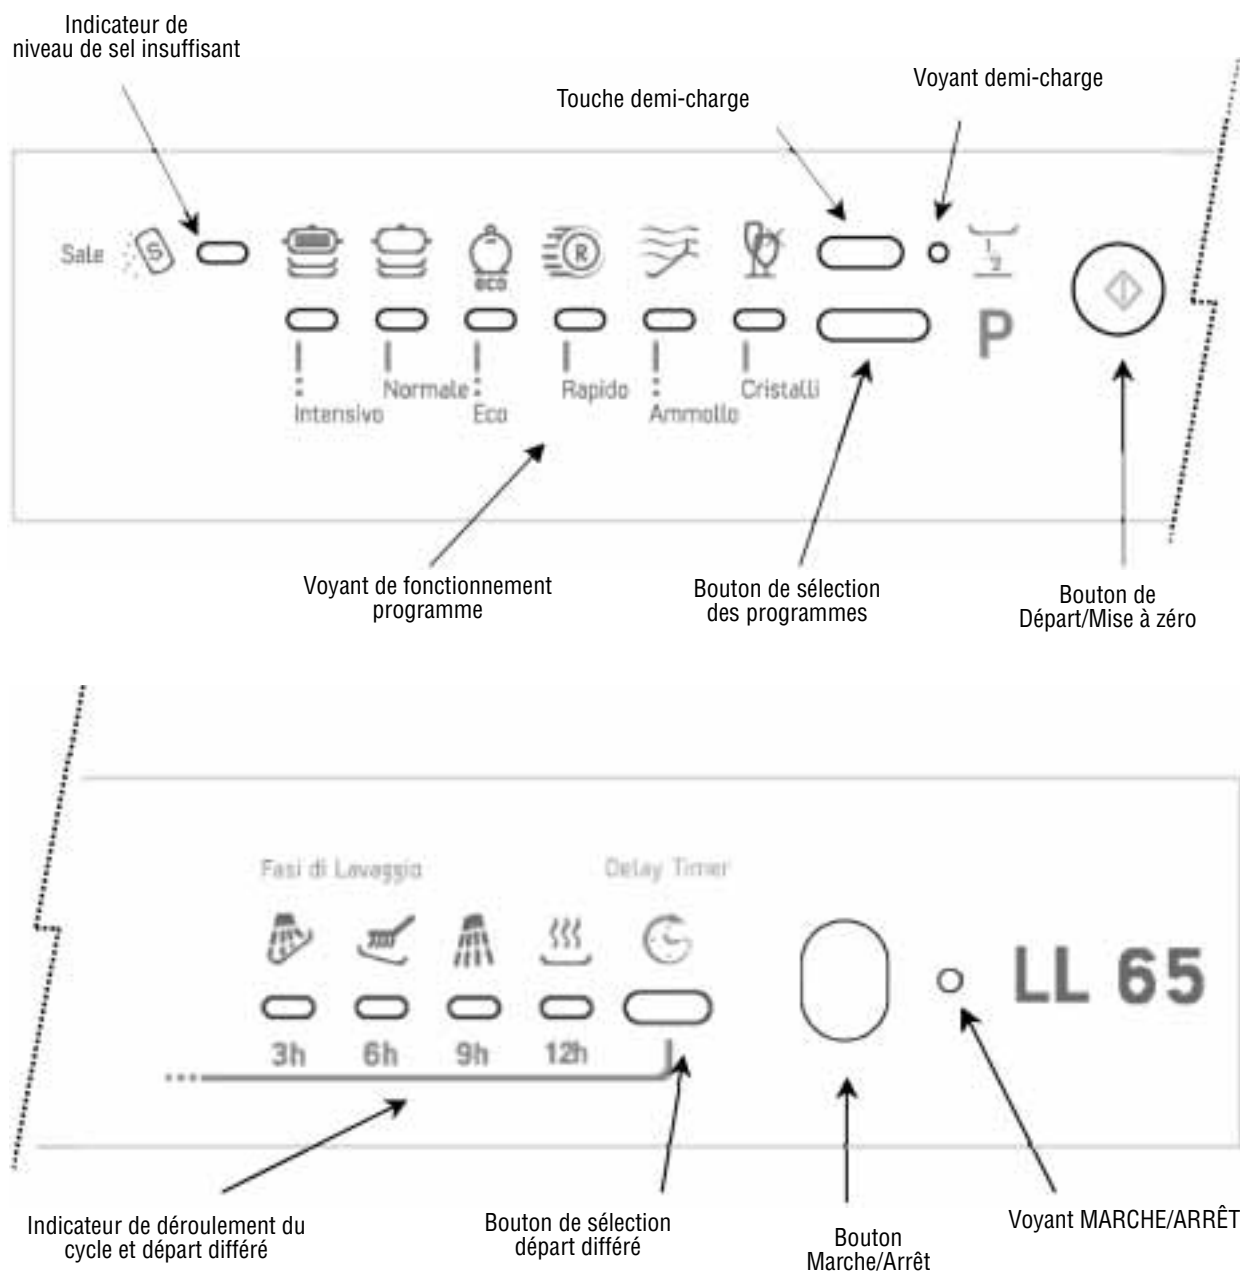 Indicateur de
niveau de sel insuffisant
Touche demi-charge
Voyant demi-charge
Sale
S
eco
R
1/2
P
Intensivo
Normale
Eco
Rapido
Ammollo
Cristalli
Voyant de fonctionnement
programme
Bouton de sélection
des programmes
Bouton de
Départ/Mise à zéro
Fasi di Lavaggio
Delay Timer
LL 65
3h 6h 9h 12h
Indicateur de déroulement du
cycle et départ différé
Bouton de sélection
départ différé
Bouton
Marche/Arrêt
Voyant MARCHE/ARRÊT